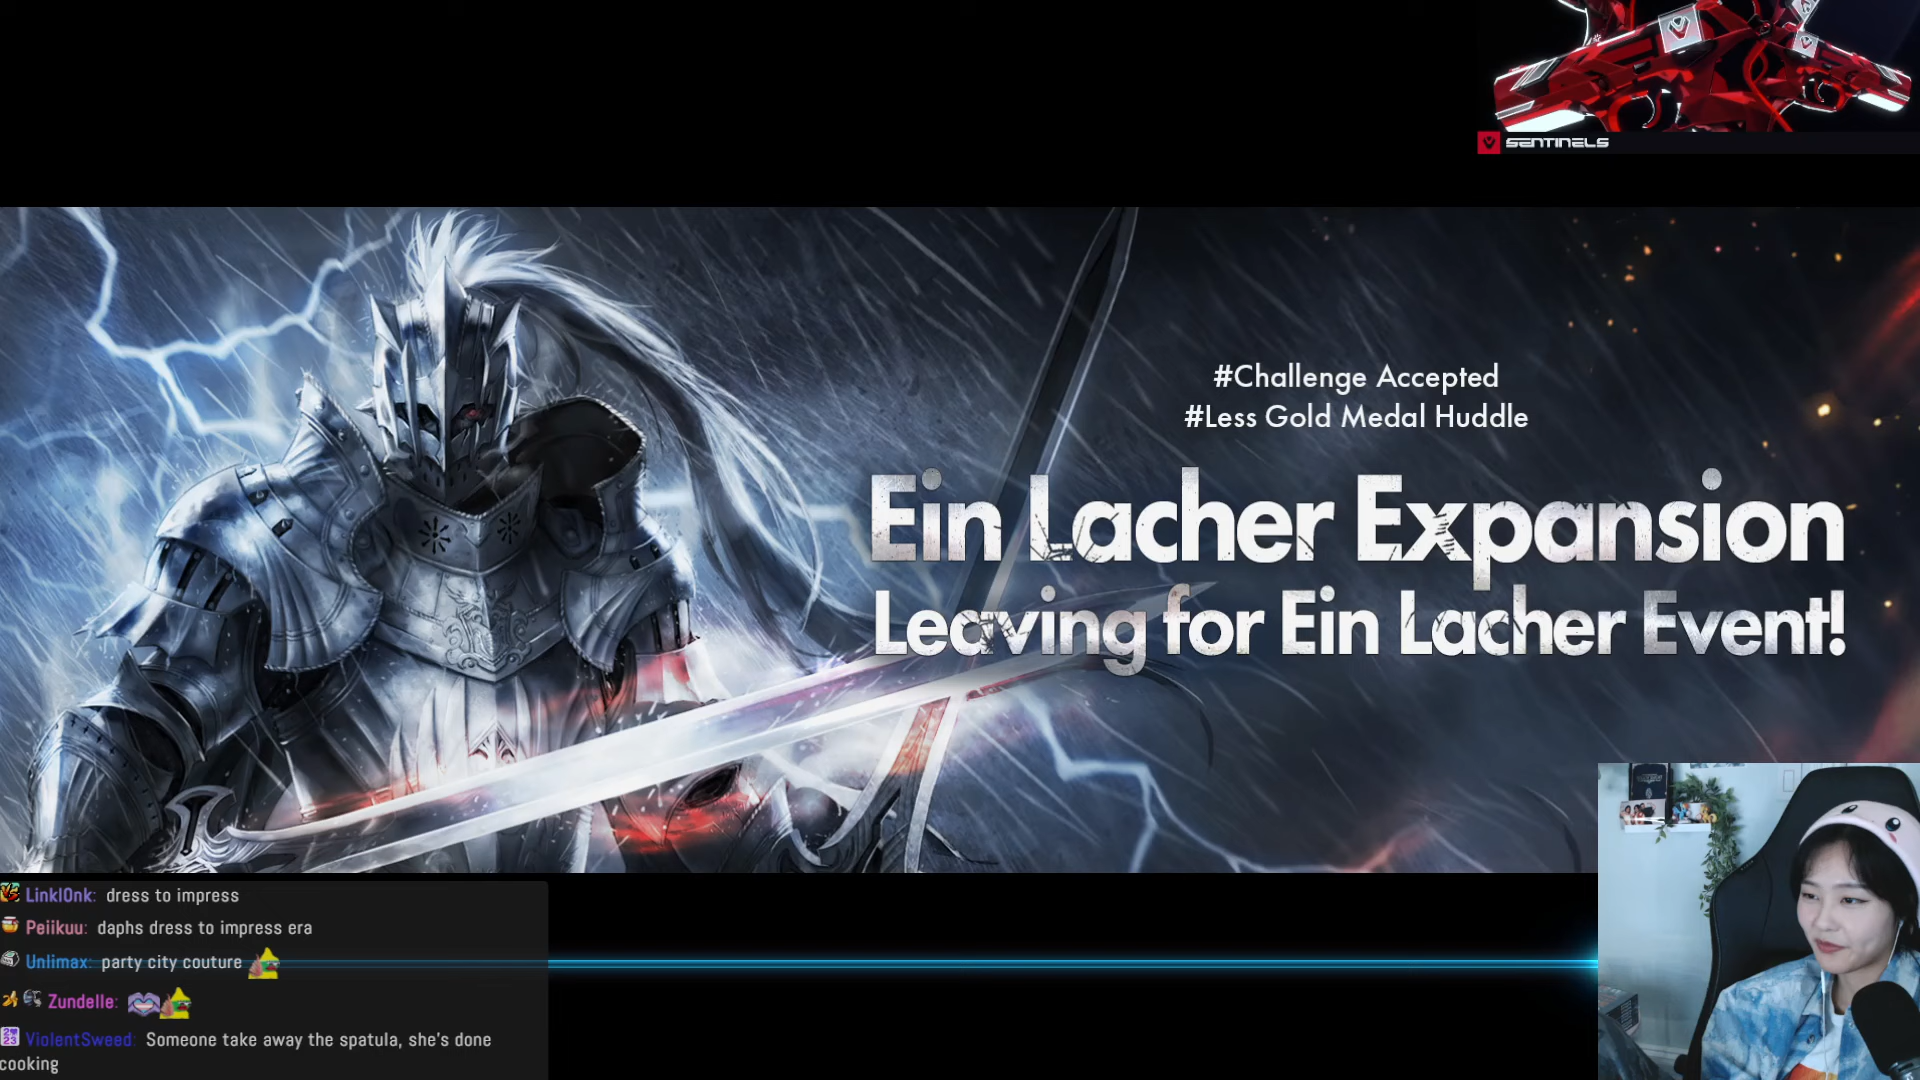 SENTINELS
#Challenge Accepted
#Less Gold Medal Huddle
Ein Lacher Expansion
Leaving for Ein Lacher Event!
LinklOnk: dress to impress
Peiikuu: daphs dress to impress era
Unlimax: party city couture
Zundelle:
ViolentSweed: Someone take away the spatula, she's done
cooking